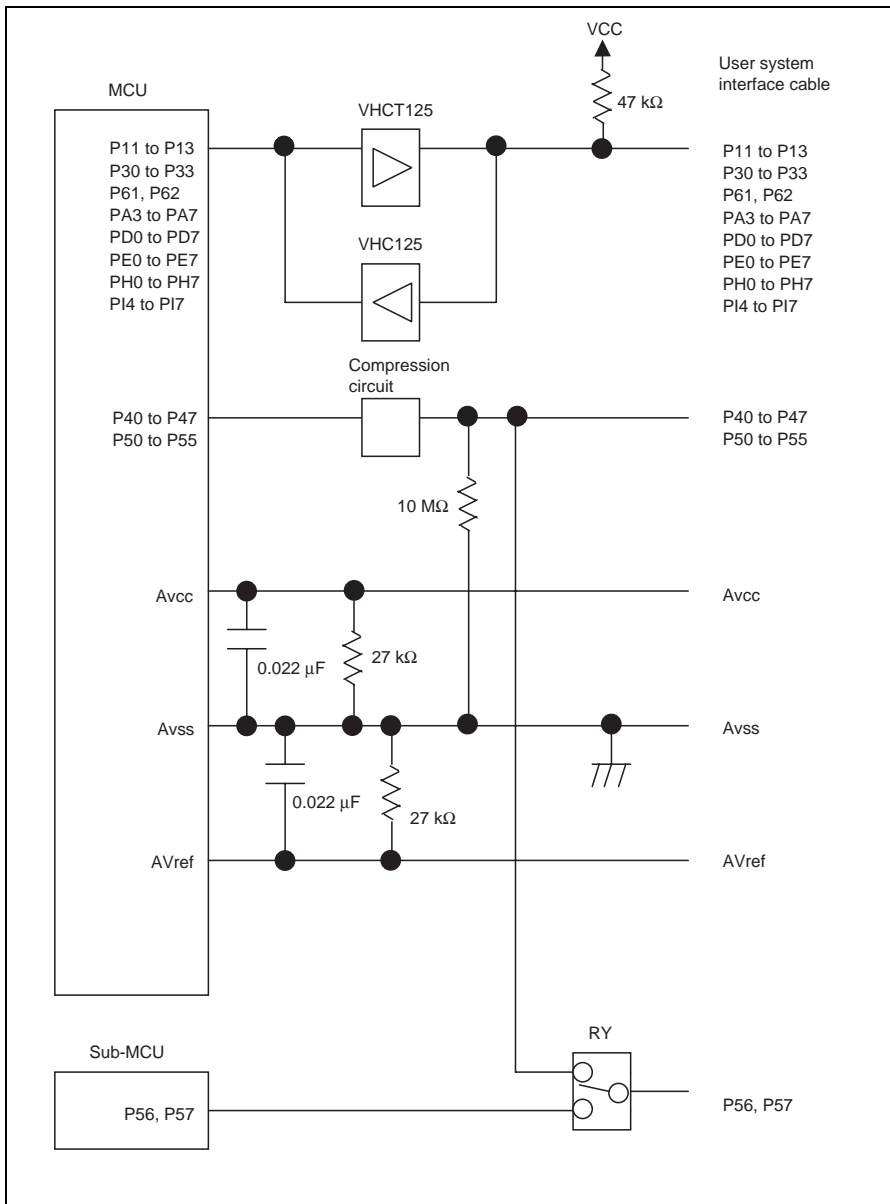 VCC
User system
interface cable
MCU
47 kΩ
VHCT125
P11 to P13
P30 to P33
P61, P62
PA3 to PA7
PD0 to PD7
PE0 to PE7
PH0 to PH7
PI4 to PI7
P11 to P13
P30 to P33
P61, P62
PA3 to PA7
PD0 to PD7
PE0 to PE7
PH0 to PH7
PI4 to PI7
VHC125
Compression
circuit
P40 to P47
P50 to P55
P40 to P47
P50 to P55
10 MΩ
Avcc
Avcc
0.022 μF
27 kΩ
Avss
Avss
0.022 μF
27 kΩ
AVref
AVref
RY
Sub-MCU
P56, P57
P56, P57